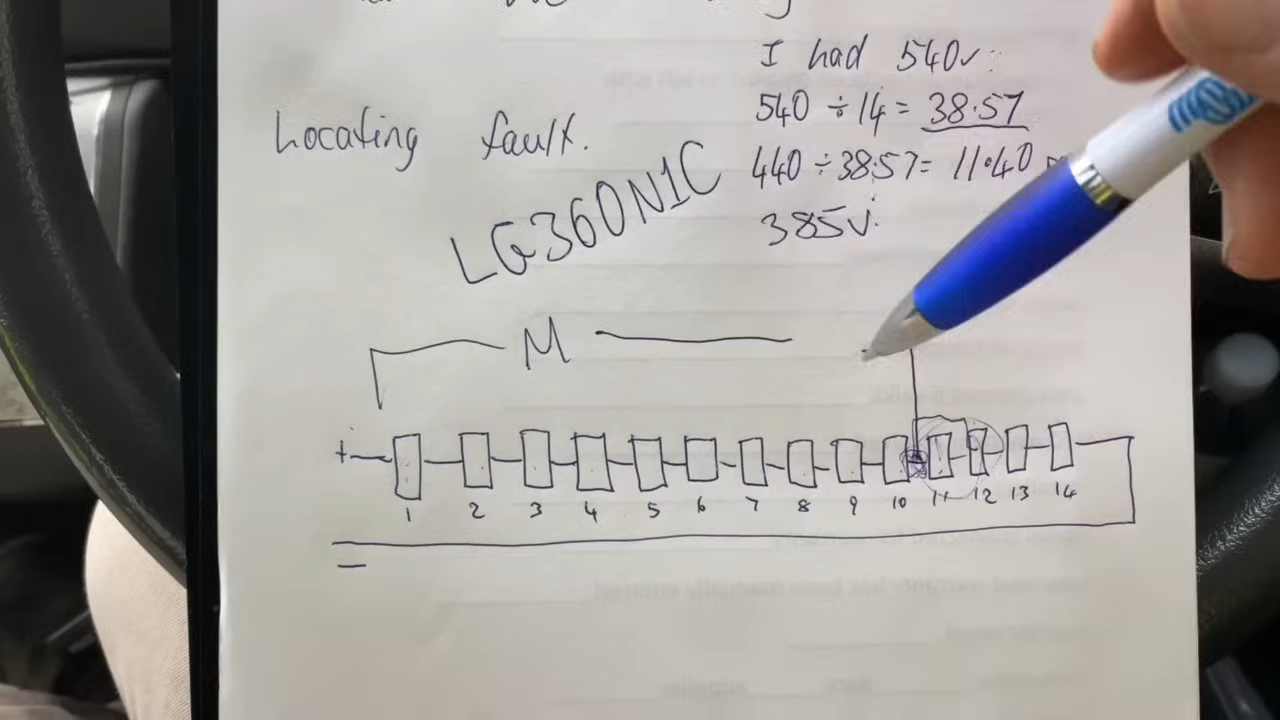 Locating fault.
LG360N1C
I had 540v:
540 ÷ 14 = 38.57
440 ÷ 38.57 = 11.40
385v.
M
+
1 2 3 4 5 6 7 8 9 10 11 12 13 14
-